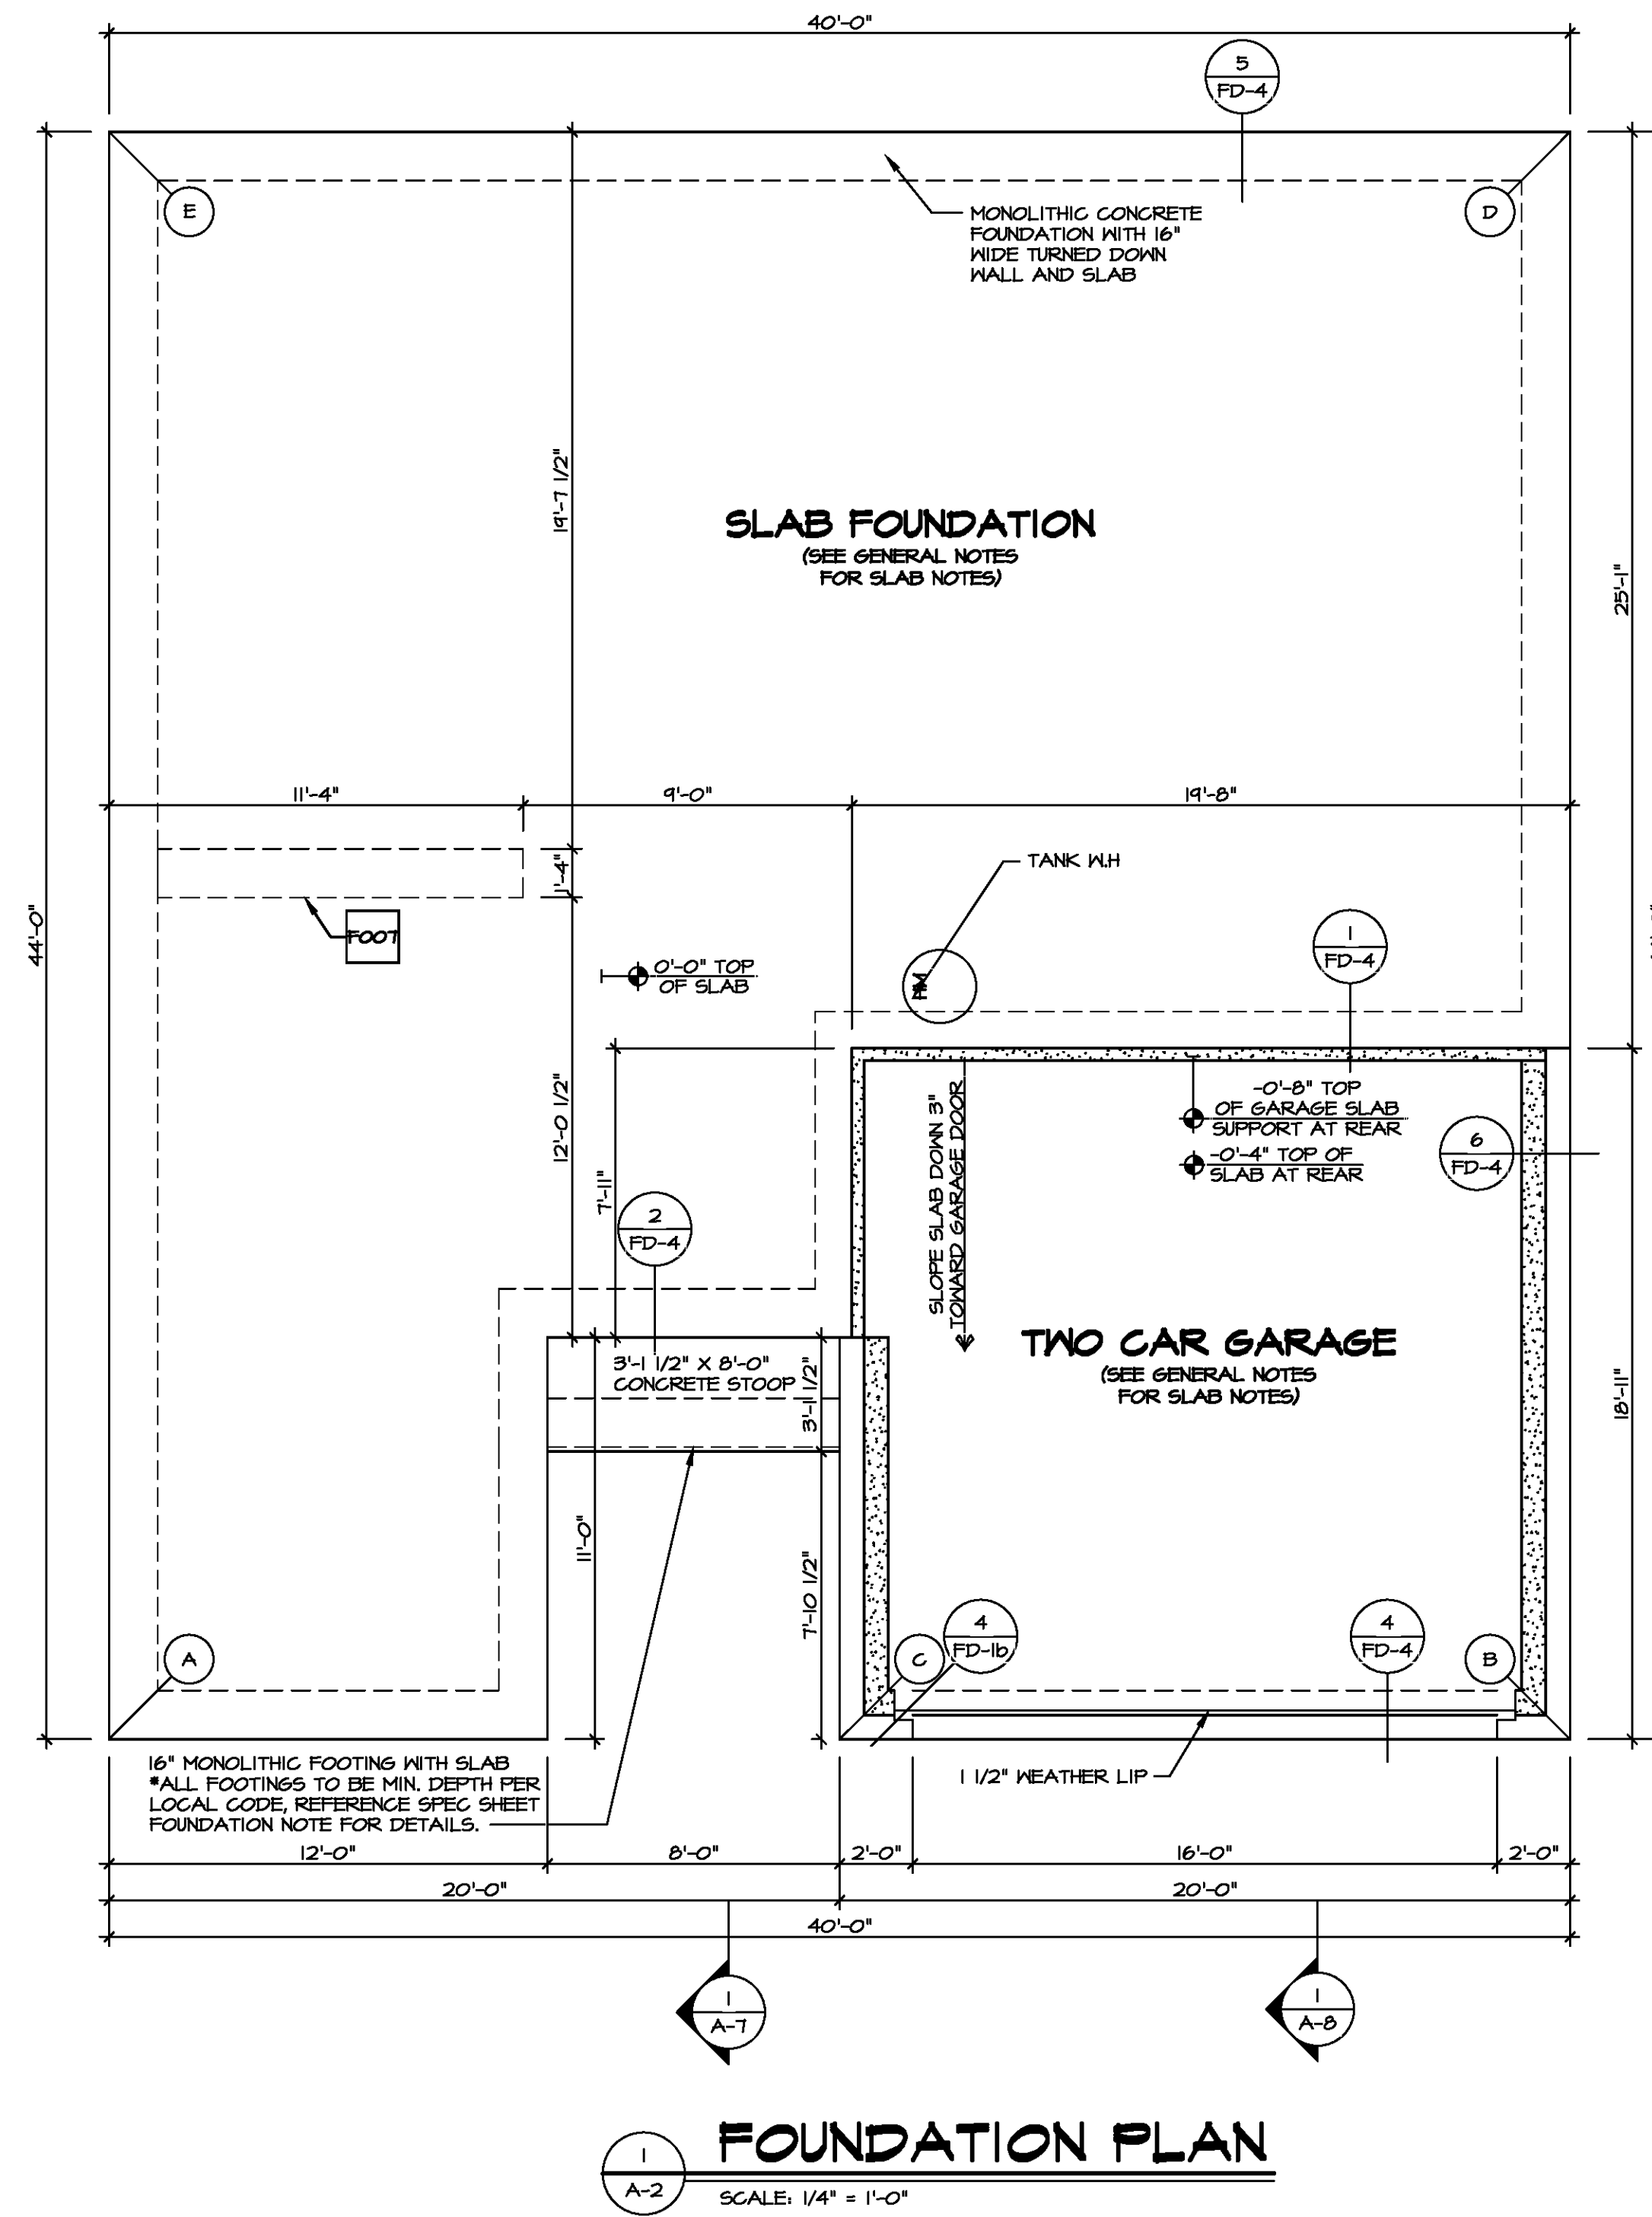 40'-0"
5
FD-4
E
D
MONOLITHIC CONCRETE
FOUNDATION WITH 16"
WIDE TURNED DOWN
WALL AND SLAB
19'-7 1/2"
SLAB FOUNDATION
(SEE GENERAL NOTES
FOR SLAB NOTES)
25'-1"
11'-4"
9'-0"
19'-8"
1'-4"
TANK W.H
44'-0"
F007
1
FD-4
0'-0" TOP
OF SLAB
12'-0 1/2"
7'-11"
SLOPE SLAB DOWN 3"
TOWARD GARAGE DOOR
-0'-8" TOP
OF GARAGE SLAB
SUPPORT AT REAR
-0'-4" TOP OF
SLAB AT REAR
6
FD-4
2
FD-4
TWO CAR GARAGE
(SEE GENERAL NOTES
FOR SLAB NOTES)
3'-1 1/2" X 8'-0"
CONCRETE STOOP
3'-1 1/2"
18'-11"
11'-0"
7'-10 1/2"
A
C
4
FD-1b
4
FD-4
B
16" MONOLITHIC FOOTING WITH SLAB
*ALL FOOTINGS TO BE MIN. DEPTH PER
LOCAL CODE, REFERENCE SPEC SHEET
FOUNDATION NOTE FOR DETAILS.
1 1/2" WEATHER LIP
12'-0"
8'-0"
2'-0"
16'-0"
2'-0"
20'-0"
20'-0"
40'-0"
1
A-7
1
A-8
1
A-2
FOUNDATION PLAN
SCALE: 1/4" = 1'-0"